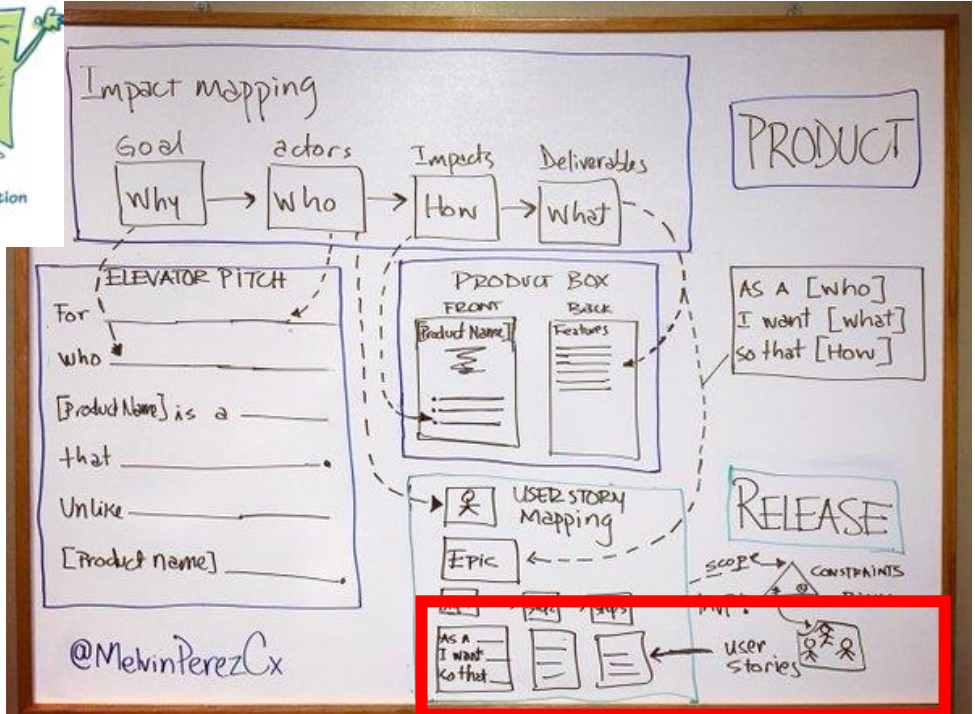 tion
Impact mapping
Goal
actors
Impacts
Deliverables
Why
Who
How
What
PRODUCT
ELEVATOR PITCH
For
who
[Product Name] is a
that
Unlike
[Product name]
PRODUCT BOX
FRONT
Back
[Product Name]
Features
AS A [Who]
I want [what]
so that [How]
USER STORY
Mapping
Epic
RELEASE
scope
CONSTRAINTS
As A
I want
so that
user
stories
@MelvinPerezCx